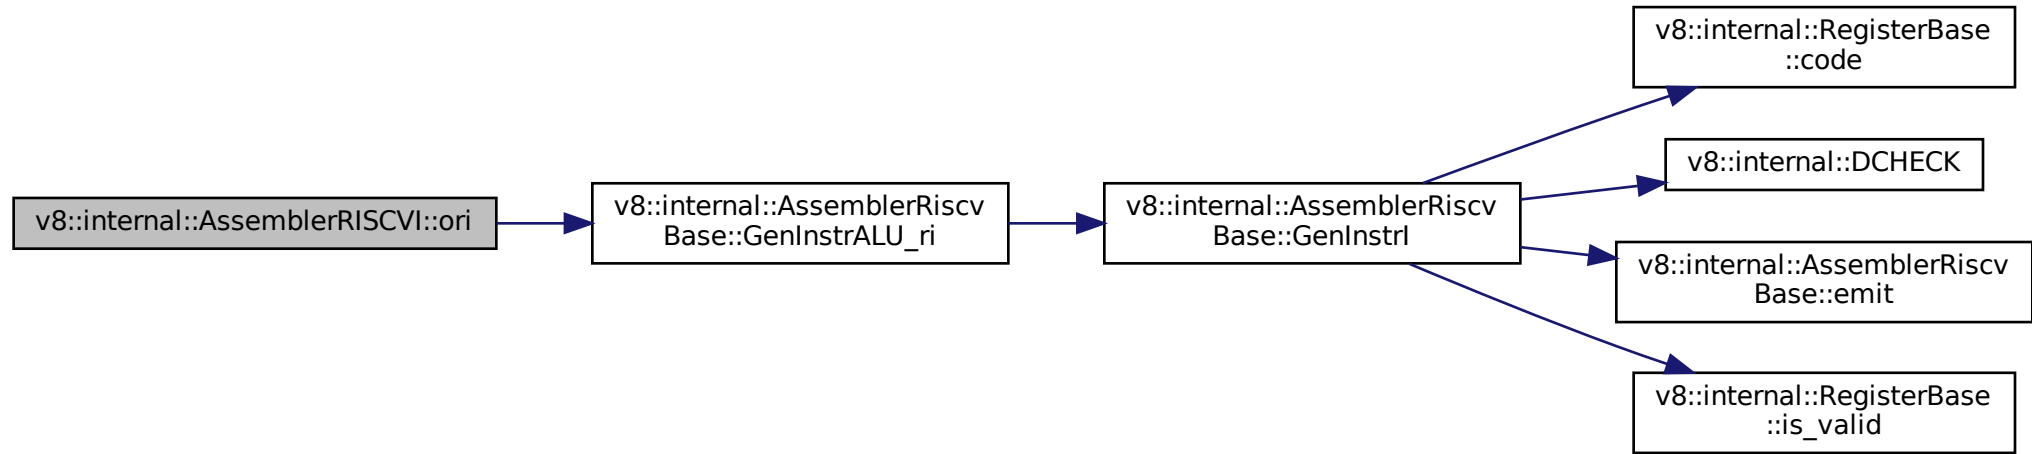 v8::internal::AssemblerRISCVI::ori
v8::internal::AssemblerRiscv
Base::GenInstrALU_ri
v8::internal::AssemblerRiscv
Base::GenInstrI
v8::internal::RegisterBase
::code
v8::internal::DCHECK
v8::internal::AssemblerRiscv
Base::emit
v8::internal::RegisterBase
::is_valid